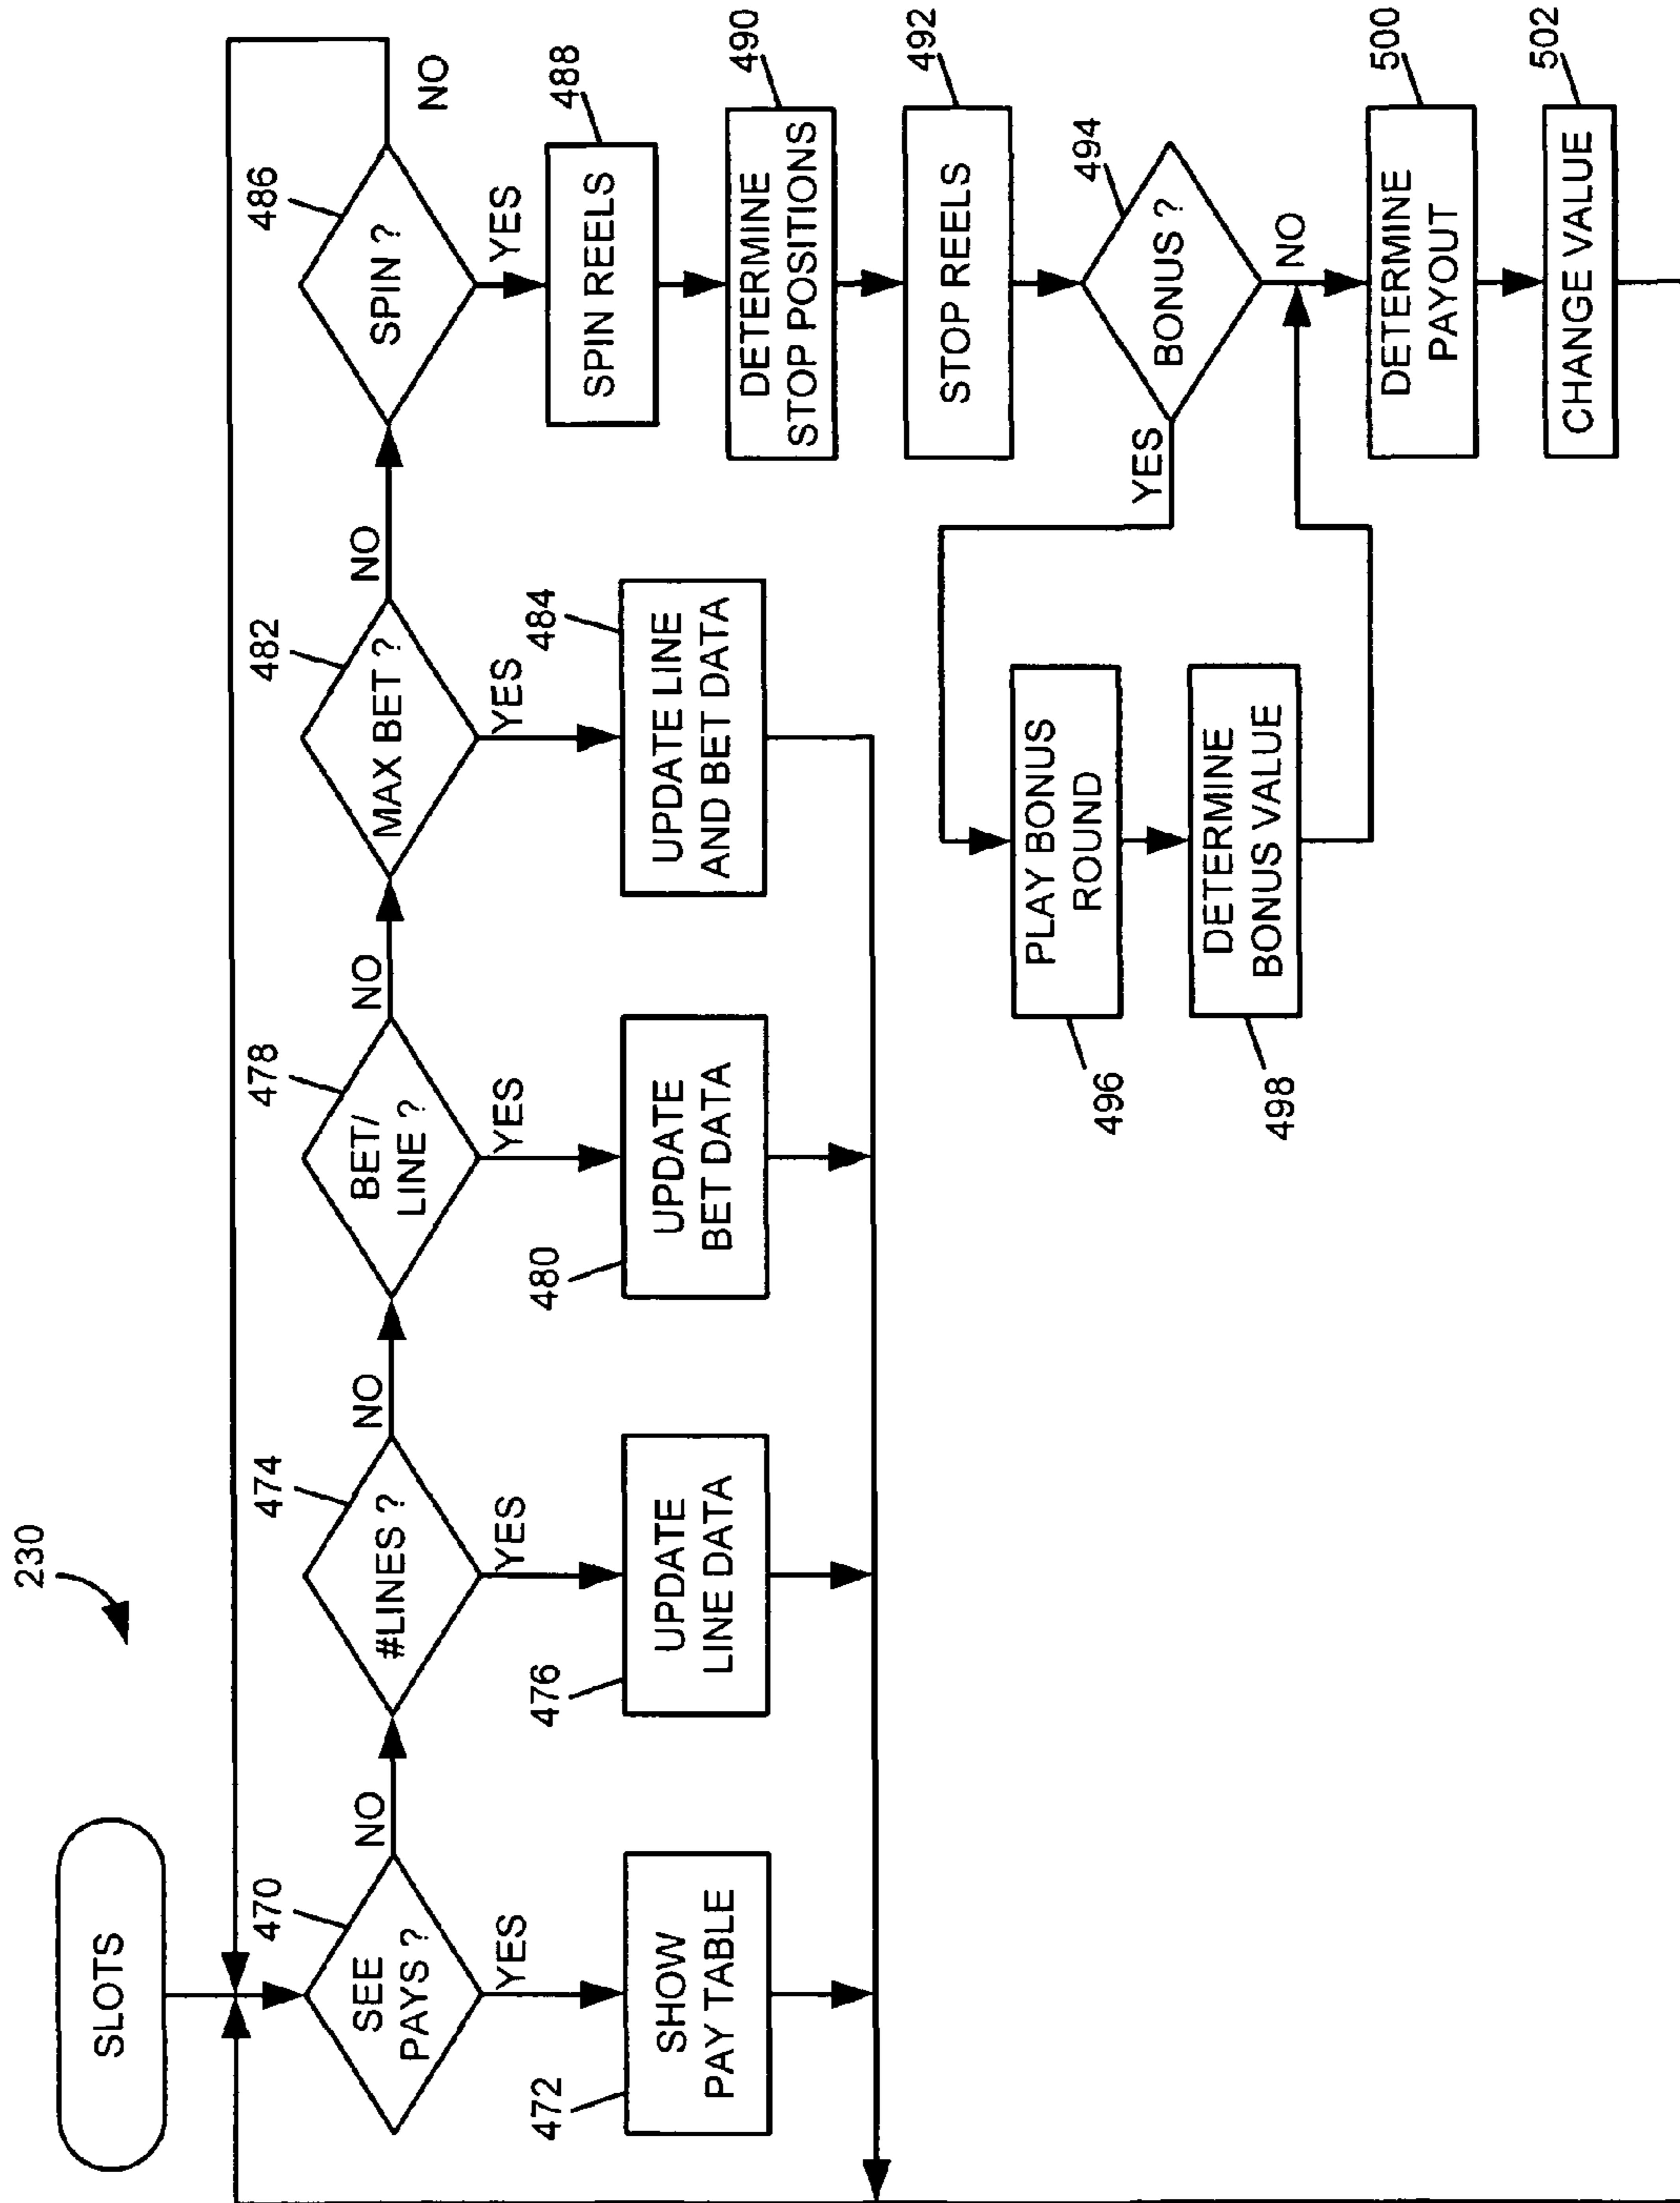 230
SLOTS
470
SEE
PAYS ?
NO
YES
472
SHOW
PAY TABLE
474
#LINES ?
NO
YES
476
UPDATE
LINE DATA
478
BET/
LINE ?
NO
YES
480
UPDATE
BET DATA
482
MAX BET ?
NO
YES
484
UPDATE LINE
AND BET DATA
486
SPIN ?
NO
YES
488
SPIN REELS
490
DETERMINE
STOP POSITIONS
492
STOP REELS
494
BONUS ?
YES
NO
496
PLAY BONUS
ROUND
498
DETERMINE
BONUS VALUE
500
DETERMINE
PAYOUT
502
CHANGE VALUE